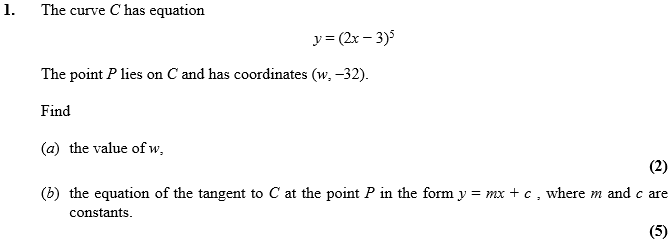 1. The curve C has equation
y = (2x – 3)⁵
The point P lies on C and has coordinates (w, –32).
Find
(a) the value of w,
(2)
(b) the equation of the tangent to C at the point P in the form y = mx + c , where m and c are
constants.
(5)